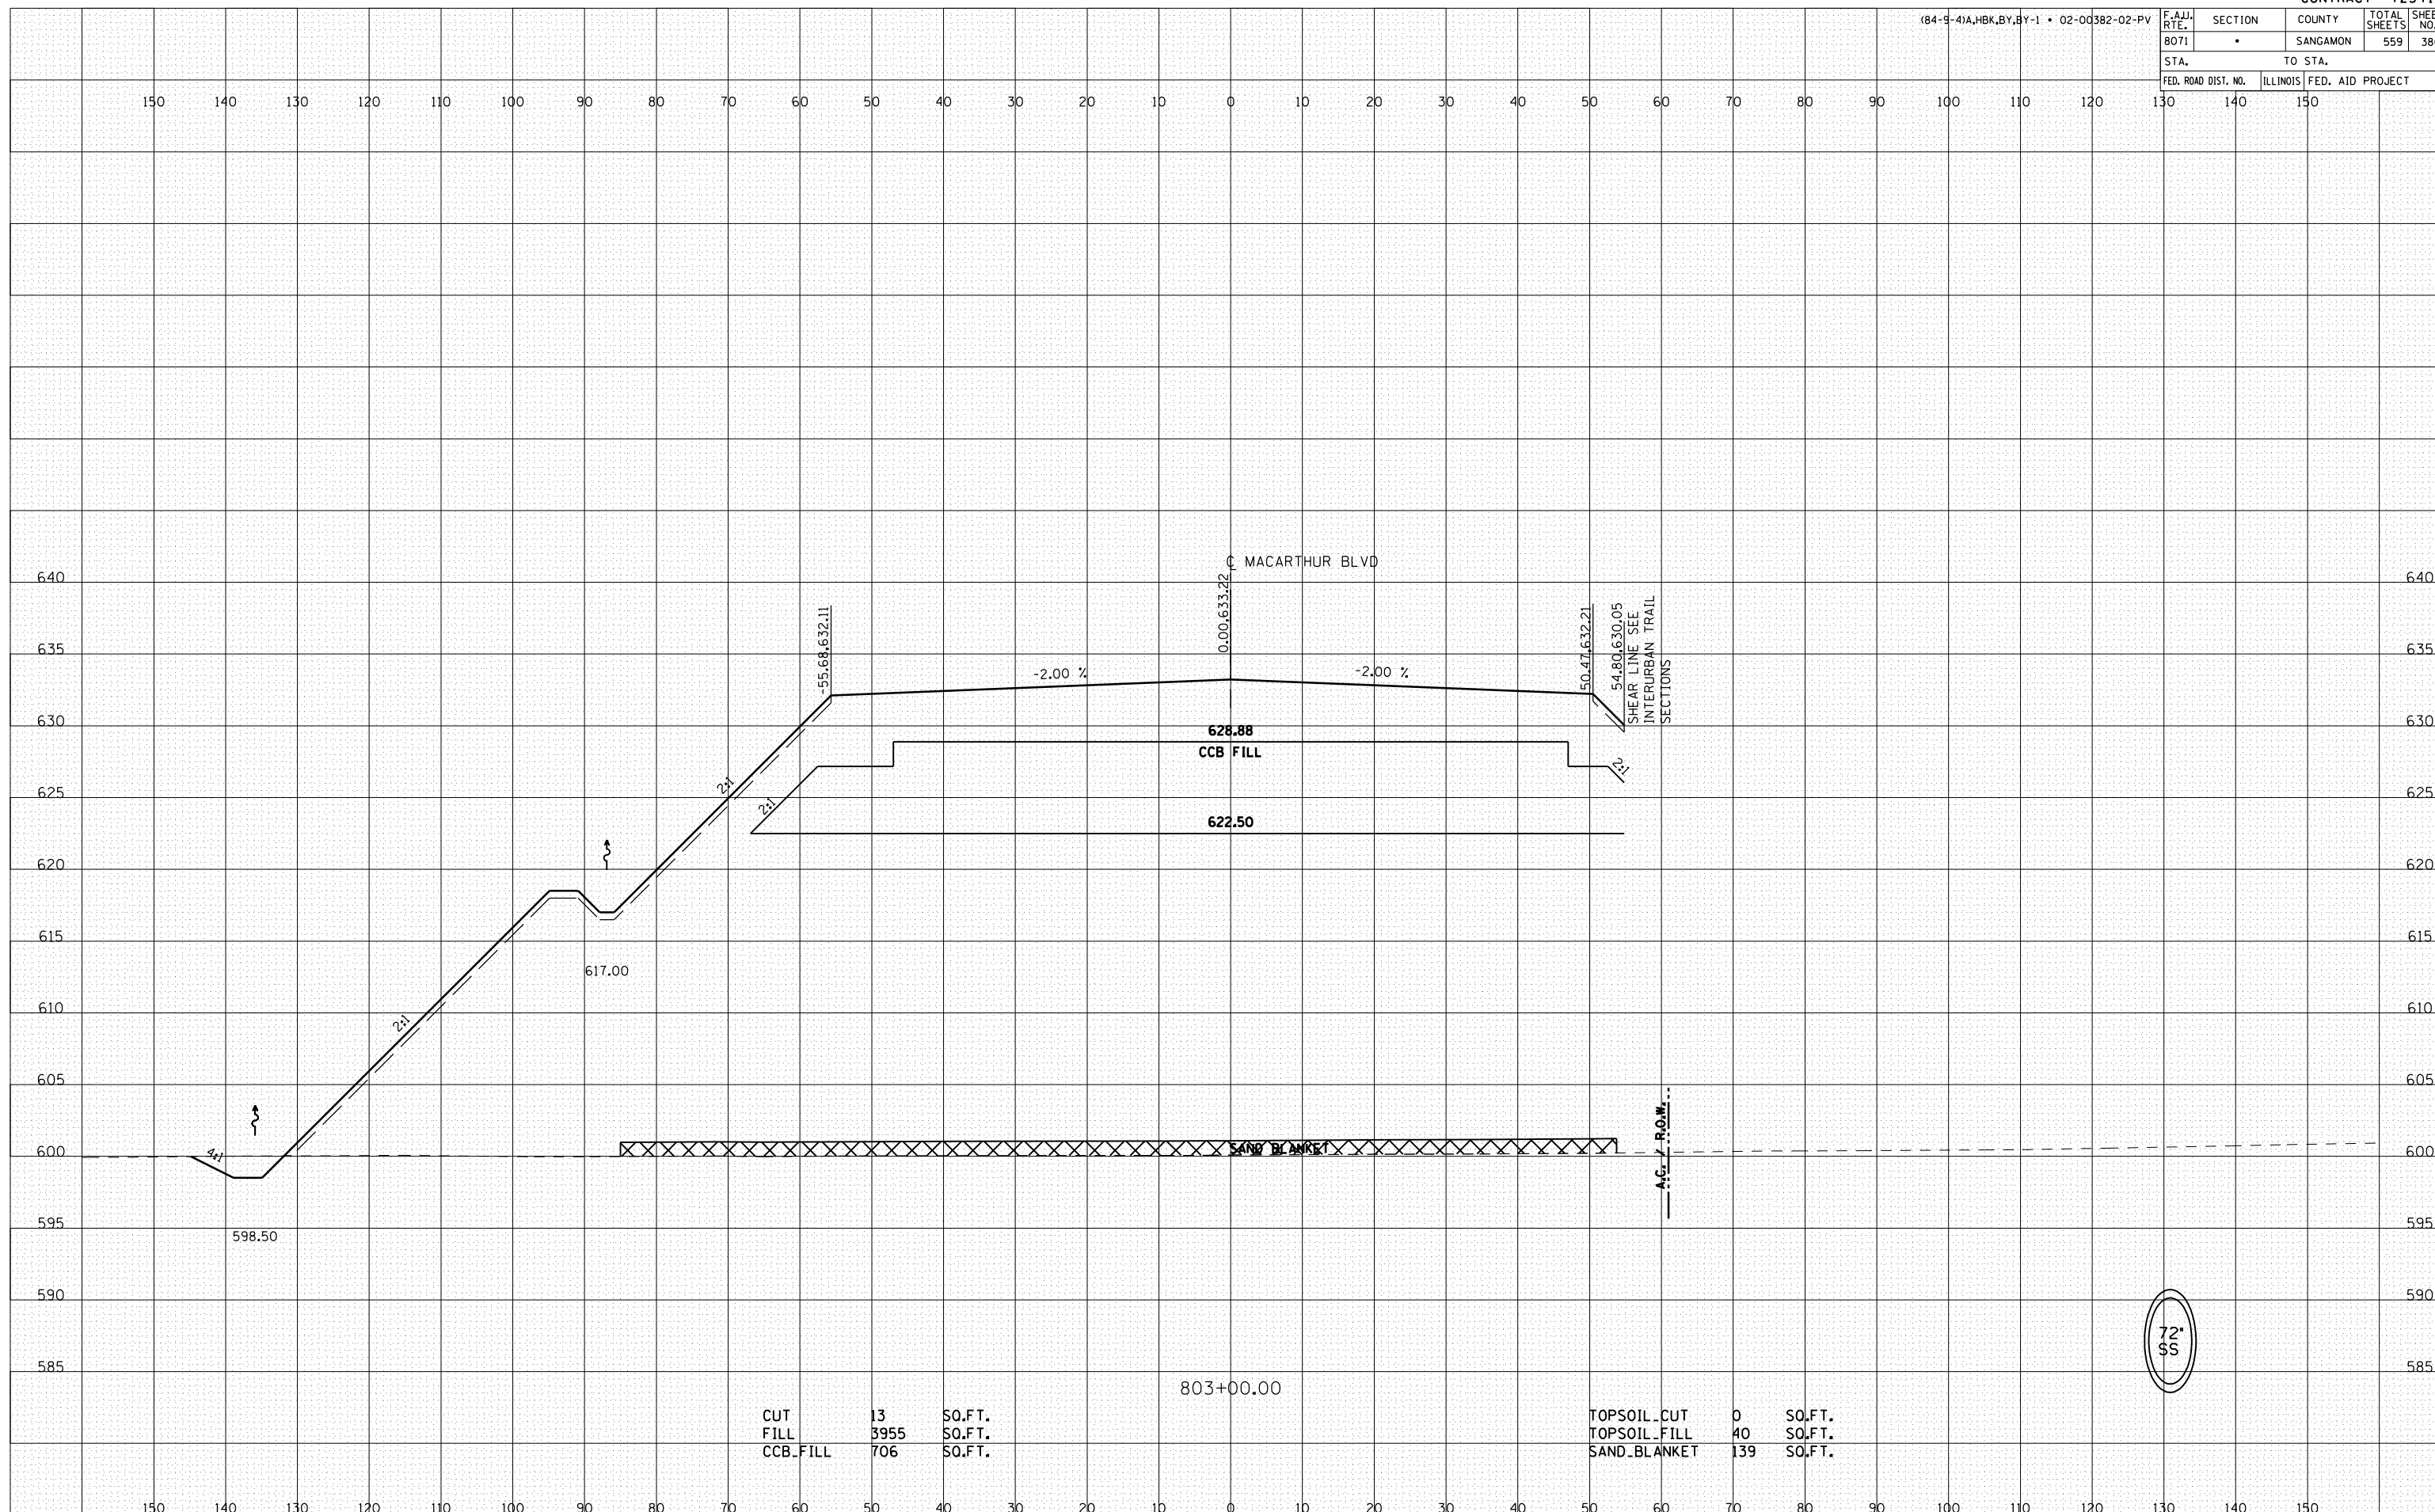 (84-9-4)A,HBK,BY,BY-1 • 02-00382-02-PV
F.A.U. RTE. SECTION COUNTY TOTAL SHEETS
8071 • SANGAMON 559
STA. TO STA.
FED. ROAD DIST. NO. ILLINOIS FED. AID PROJECT
150 140 130 120 110 100 90 80 70 60 50 40 30 20 10 0 10 20 30 40 50 60 70 80 90 100 110 120 130 140 150
₵ MACARTHUR BLVD
640 640
-55.68,632.11
0.00,633.22
50.47,632.21
54.80,630.05
SHEAR LINE SEE
INTERURBAN TRAIL
SECTIONS
635 635
-2.00 % -2.00 %
630 630
628.88
CCB FILL
2:1
2:1
2:1
625 625
622.50
620 620
615 615
617.00
610 610
2:1
605 605
A.C. / R.O.W.
600 600
4:1
SAND BLANKET
595 595
598.50
590 590
72"
SS
585 585
803+00.00
CUT 13 SQ.FT.
FILL 3955 SQ.FT.
CCB_FILL 706 SQ.FT.
TOPSOIL_CUT 0 SQ.FT.
TOPSOIL_FILL 40 SQ.FT.
SAND_BLANKET 139 SQ.FT.
150 140 130 120 110 100 90 80 70 60 50 40 30 20 10 0 10 20 30 40 50 60 70 80 90 100 110 120 130 140 150